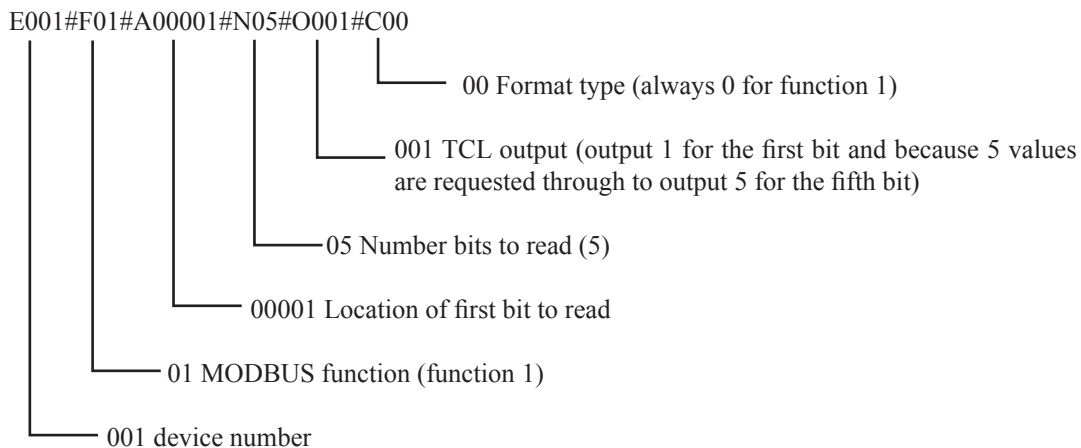 E001#F01#A00001#N05#O001#C00
00 Format type (always 0 for function 1)
001 TCL output (output 1 for the first bit and because 5 values
are requested through to output 5 for the fifth bit)
05 Number bits to read (5)
00001 Location of first bit to read
01 MODBUS function (function 1)
001 device number